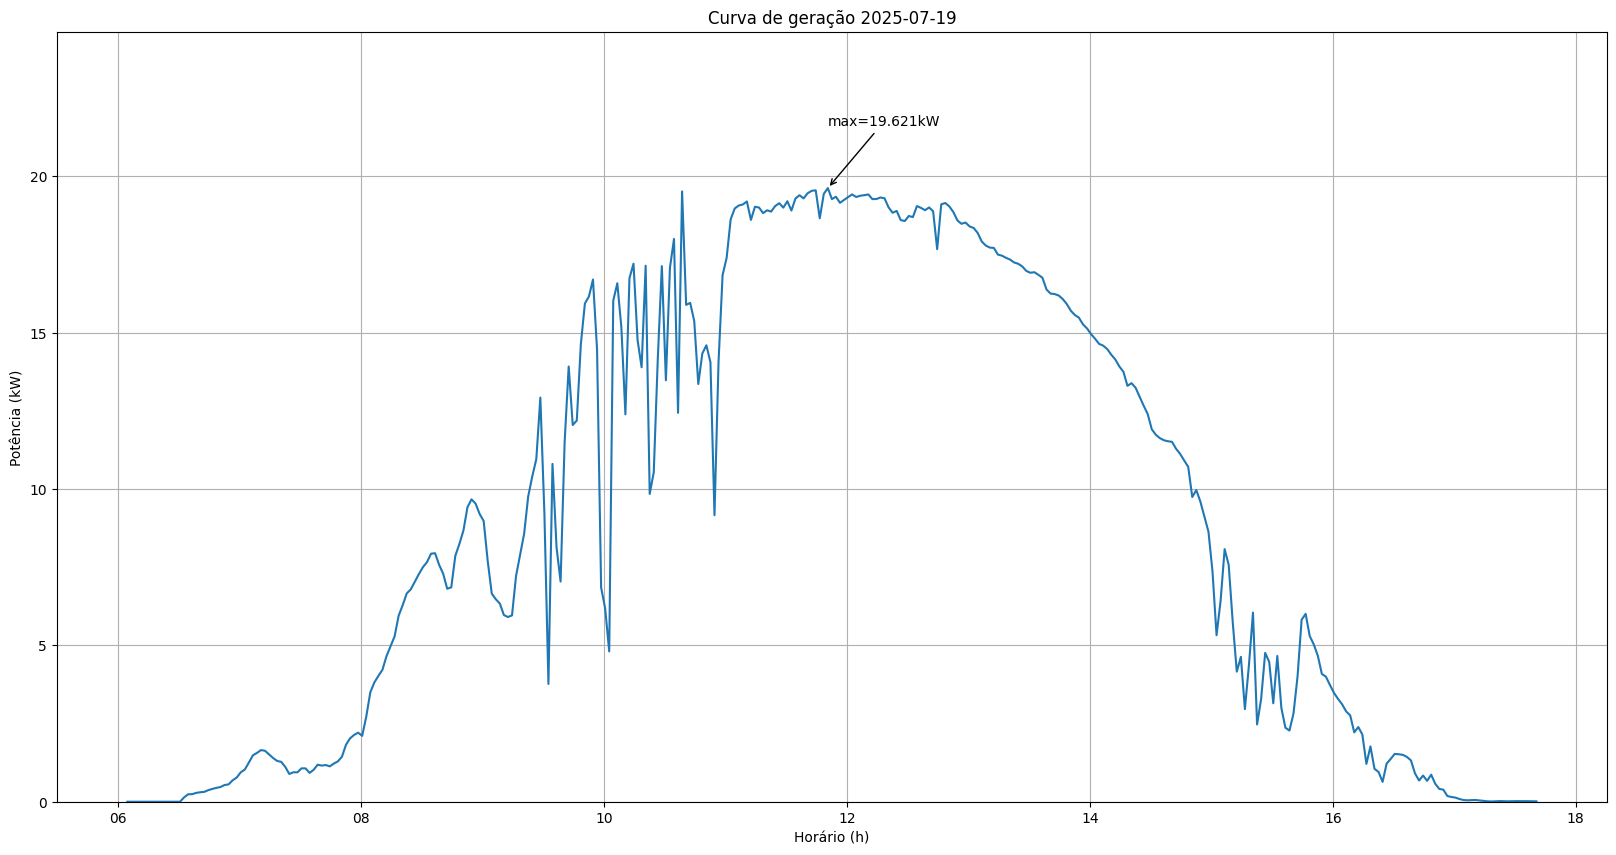 Curva de geração 2025-07-19
max=19.621kW
Potência (kW)
20
15
10
5
0
06 08 10 12 14 16 18
Horário (h)